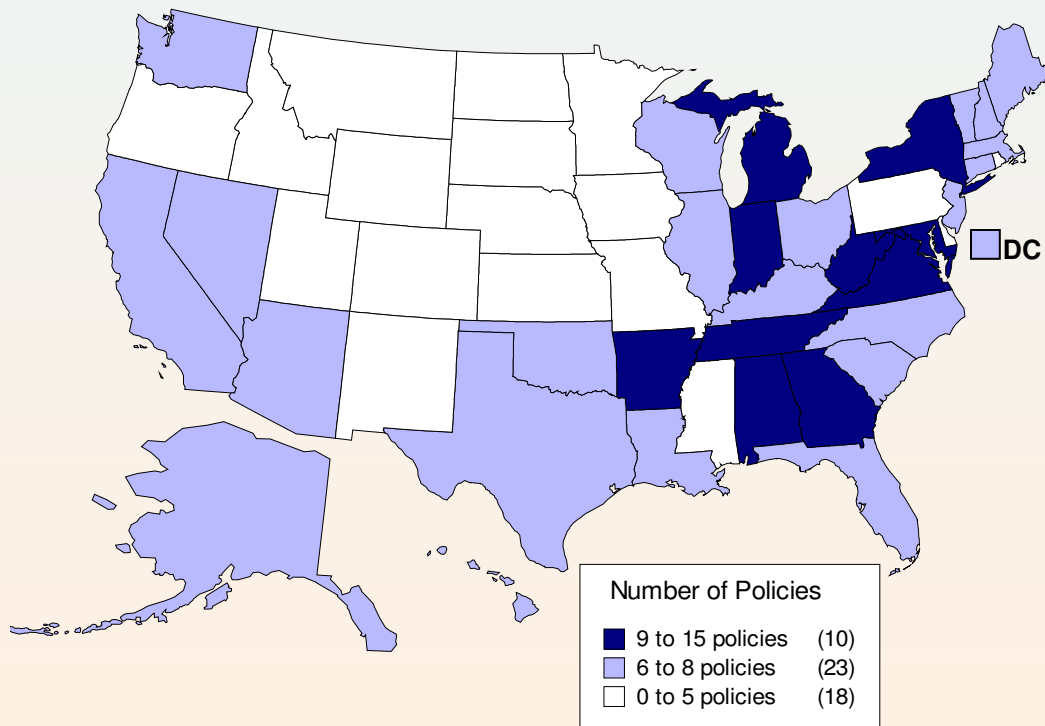 DC
Number of Policies
9 to 15 policies (10)
6 to 8 policies (23)
0 to 5 policies (18)